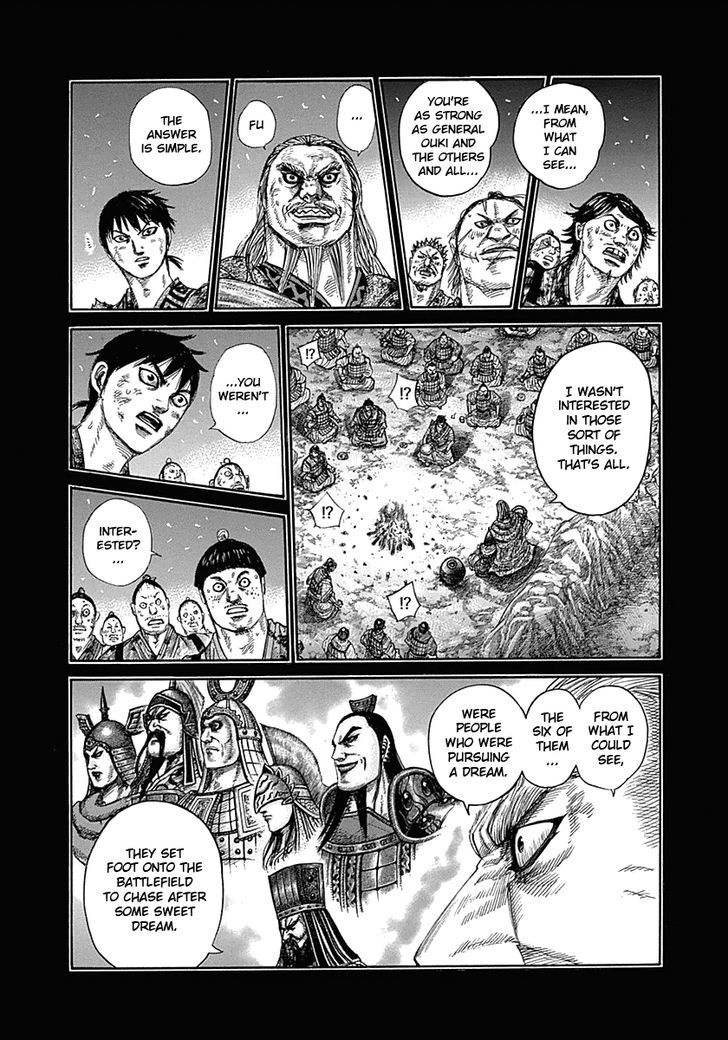 ...I MEAN,
FROM
WHAT I
CAN
SEE...
YOU'RE
AS STRONG
AS GENERAL
OUKI AND
THE OTHERS
AND ALL...
...
FU
THE
ANSWER
IS SIMPLE.
I WASN'T
INTERESTED
IN THOSE
SORT OF
THINGS.
THAT'S ALL.
!?
!?
!?
!?
...YOU
WEREN'T
...
INTER-
ESTED?
...
FROM
WHAT I
COULD
SEE,
THE
SIX OF
THEM
...
WERE
PEOPLE
WHO WERE
PURSUING
A DREAM.
THEY SET
FOOT ONTO THE
BATTLEFIELD
TO CHASE AFTER
SOME SWEET
DREAM.